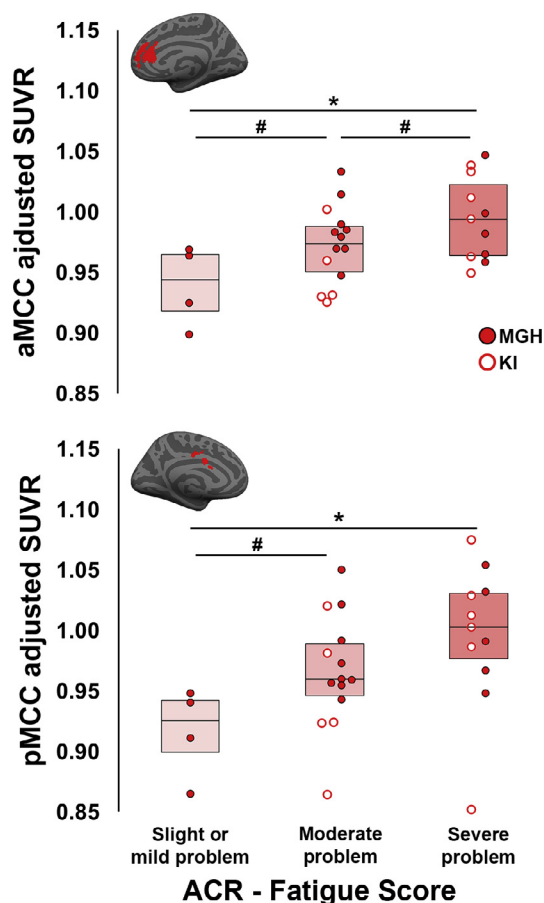 1.15
1.10
*
#
#
1.05
1.00
0.95
0.90
0.85
aMCC ajdusted SUVR
MGH
KI
1.15
1.10
*
#
1.05
1.00
0.95
0.90
0.85
pMCC adjusted SUVR
Slight or
mild problem
Moderate
problem
Severe
problem
ACR - Fatigue Score